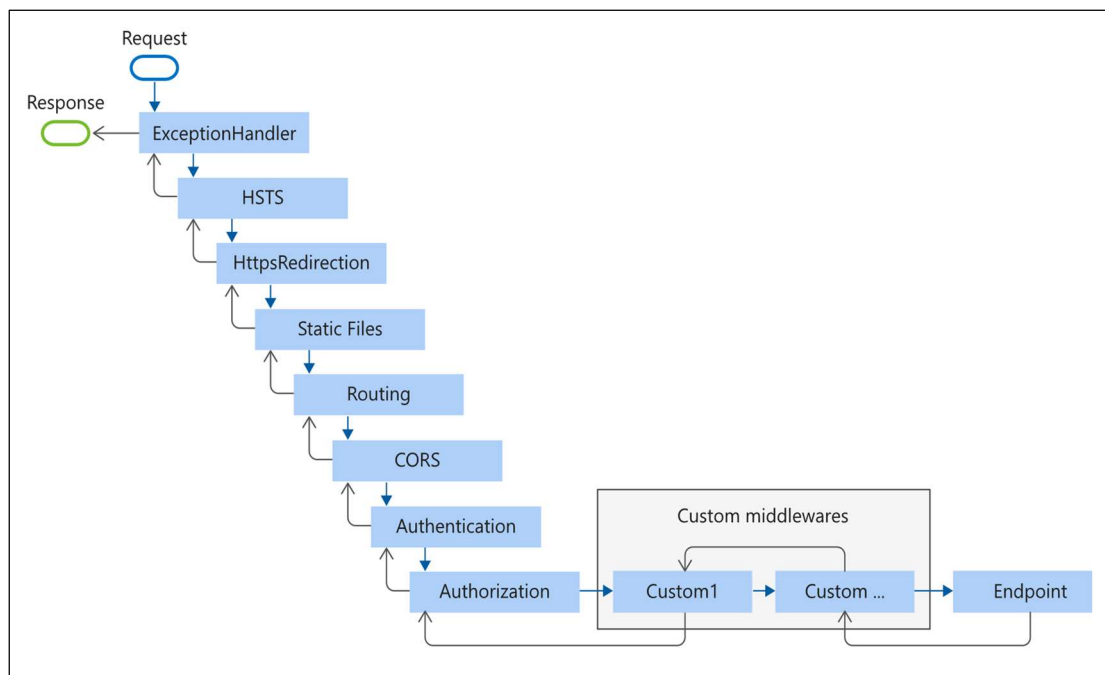 Request
Response
ExceptionHandler
HSTS
HttpsRedirection
Static Files
Routing
CORS
Authentication
Custom middlewares
Authorization
Custom1
Custom ...
Endpoint